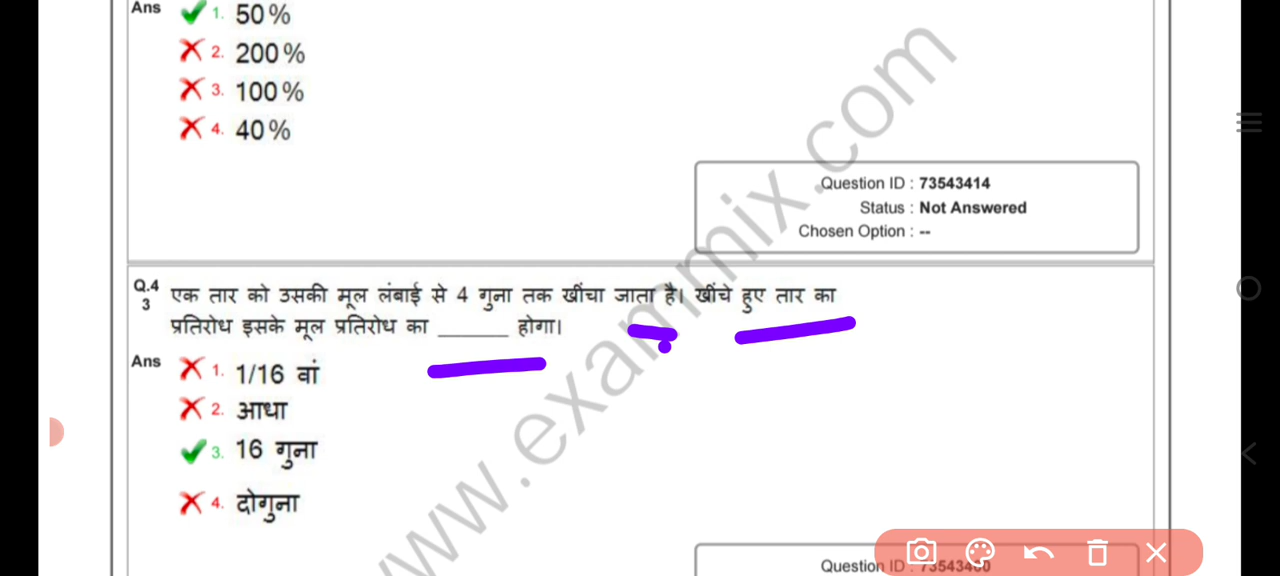 Ans 1. 50%
2. 200%
3. 100%
4. 40%
Question ID : 73543414
Status : Not Answered
Chosen Option : --
Q.43 एक तार को उसकी मूल लंबाई से 4 गुना तक खींचा जाता है। खींचे हुए तार का
प्रतिरोध इसके मूल प्रतिरोध का ______ होगा।
Ans 1. 1/16 वां
2. आधा
3. 16 गुना
4. दोगुना
Question ID : 73543400
www.exammix.com